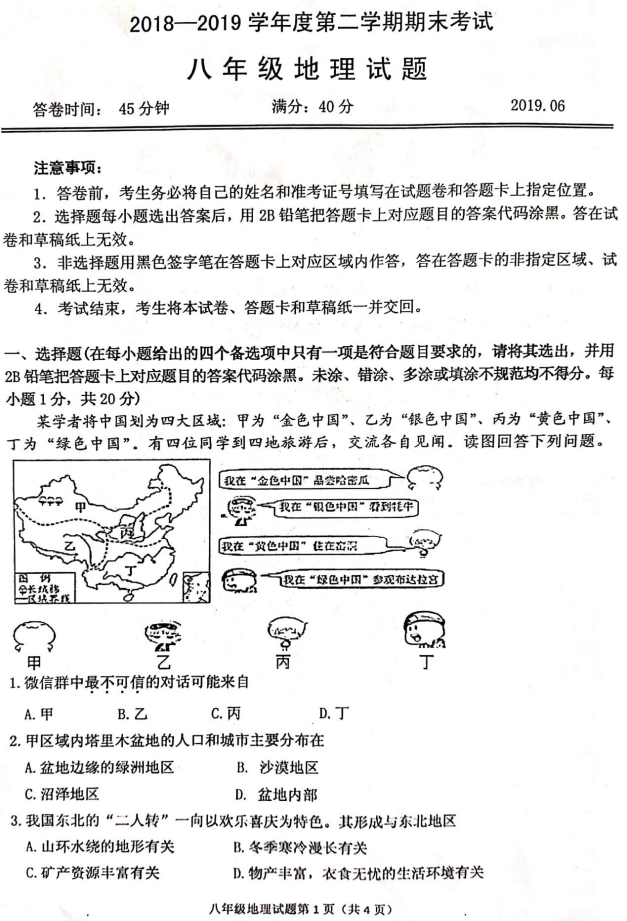 2018—2019 学年度第二学期期末考试
八年级地理试题
答卷时间： 45 分钟 满分：40 分 2019.06
注意事项：
1．答卷前，考生务必将自己的姓名和准考证号填写在试题卷和答题卡上指定位置。
2．选择题每小题选出答案后，用 2B 铅笔把答题卡上对应题目的答案代码涂黑。答在试
卷和草稿纸上无效。
3．非选择题用黑色签字笔在答题卡上对应区域内作答，答在答题卡的非指定区域、试
卷和草稿纸上无效。
4．考试结束，考生将本试卷、答题卡和草稿纸一并交回。
一、选择题(在每小题给出的四个备选项中只有一项是符合题目要求的，请将其选出，并用
2B 铅笔把答题卡上对应题目的答案代码涂黑。未涂、错涂、多涂或填涂不规范均不得分。每
小题 1 分，共 20 分)
某学者将中国划为四大区域：甲为“金色中国”、乙为“银色中国”、丙为“黄色中国”、
丁为“绿色中国”。有四位同学到四地旅游后，交流各自见闻。读图回答下列问题。
甲
乙
丙
丁
图 例
区域界线
我在“金色中国”品尝哈密瓜
我在“银色中国”看到牦牛
我在“黄色中国”住在窑洞
我在“绿色中国”参观布达拉宫
甲 乙 丙 丁
1.微信群中最不可信的对话可能来自
A.甲 B.乙 C.丙 D.丁
2.甲区域内塔里木盆地的人口和城市主要分布在
A.盆地边缘的绿洲地区 B. 沙漠地区
C.沼泽地区 D. 盆地内部
3.我国东北的“二人转”一向以欢乐喜庆为特色。其形成与东北地区
A.山环水绕的地形有关 B.冬季寒冷漫长有关
C.矿产资源丰富有关 D.物产丰富，衣食无忧的生活环境有关
八年级地理试题第 1 页（共 4 页）